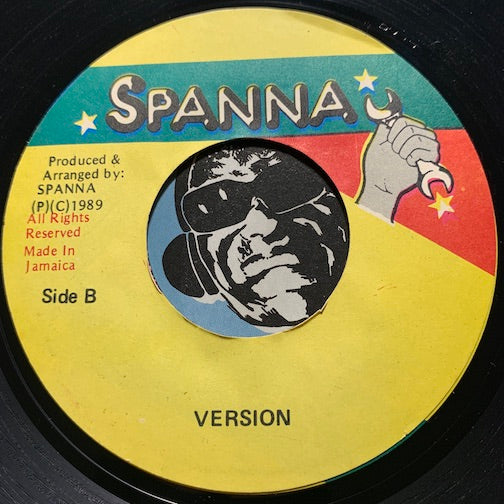 SPANNA
Produced &
Arranged by:
SPANNA
(P)(C)1989
All Rights
Reserved
Made In
Jamaica
Side B
VERSION